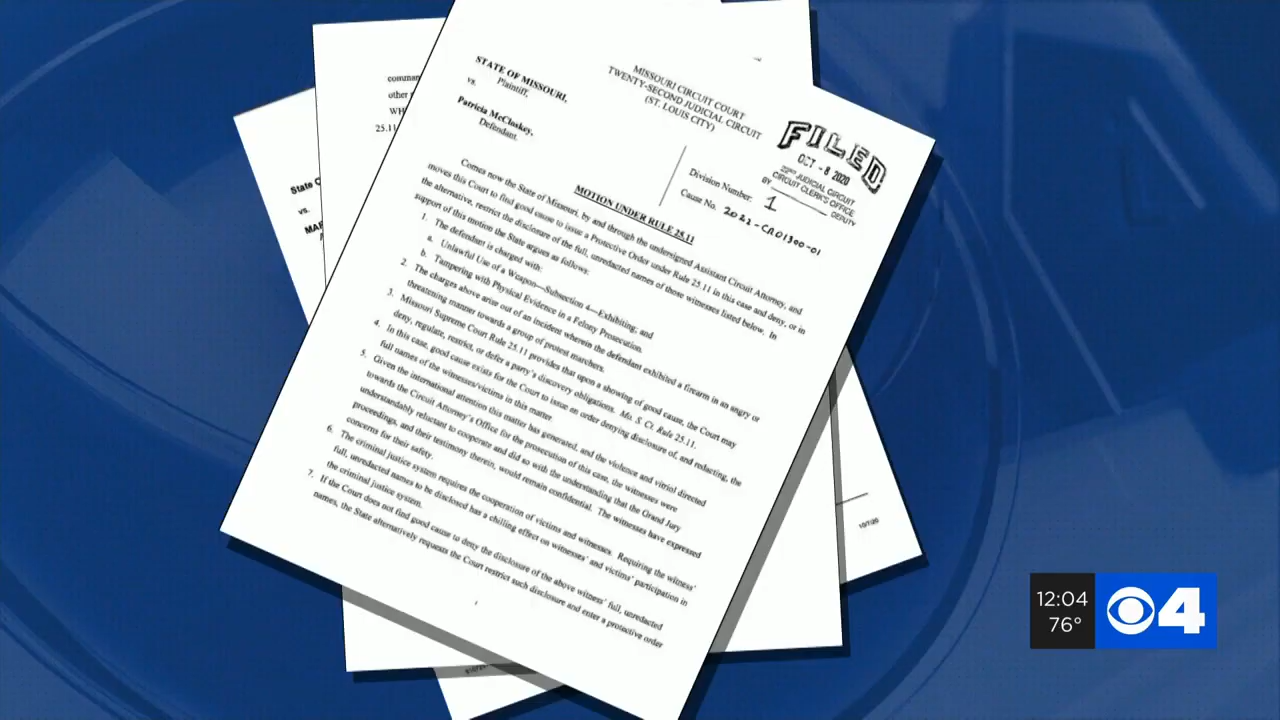 comman
other
WH
25.11
State
vs.
MAR
STATE OF MISSOURI,
Plaintiff,
vs.
Patricia McCloskey,
Defendant.
MISSOURI CIRCUIT COURT
TWENTY-SECOND JUDICIAL CIRCUIT
(ST. LOUIS CITY)
FILED
OCT -8 2020
22ND JUDICIAL CIRCUIT
CIRCUIT CLERK'S OFFICE
BY DEPUTY
Division Number: 1
Cause No. 2022-CR01300-01
MOTION UNDER RULE 25.11
Comes now the State of Missouri, by and through the undersigned Assistant Circuit Attorney, and
moves this Court to find good cause to issue a Protective Order under Rule 25.11 in this case and deny, or in
the alternative, restrict the disclosure of the full, unredacted names of those witnesses listed below. In
support of this motion the State argues as follows:
1. The defendant is charged with:
a. Unlawful Use of a Weapon—Subsection 4—Exhibiting; and
b. Tampering with Physical Evidence in a Felony Prosecution.
2. The charges above arise out of an incident wherein the defendant exhibited a firearm in an angry or
threatening manner towards a group of protest marchers.
3. Missouri Supreme Court Rule 25.11 provides that upon a showing of good cause, the Court may
deny, regulate, restrict, or defer a party's discovery obligations. Mo. S. Ct. Rule 25.11.
4. In this case, good cause exists for the Court to issue an order denying disclosure of, and redacting, the
full names of the witnesses/victims in this matter.
5. Given the international attention this matter has generated, and the violence and vitriol directed
towards the Circuit Attorney's Office for the prosecution of this case, the witnesses were
understandably reluctant to cooperate and did so with the understanding that the Grand Jury
proceedings, and their testimony therein, would remain confidential. The witnesses have expressed
concerns for their safety.
6. The criminal justice system requires the cooperation of victims and witnesses. Requiring the witness'
full, unredacted names to be disclosed has a chilling effect on witnesses' and victims' participation in
the criminal justice system.
7. If the Court does not find good cause to deny the disclosure of the above witness' full, unredacted
names, the State alternatively requests the Court restrict such disclosure and enter a protective order
10/7/20
12:04
76°
4